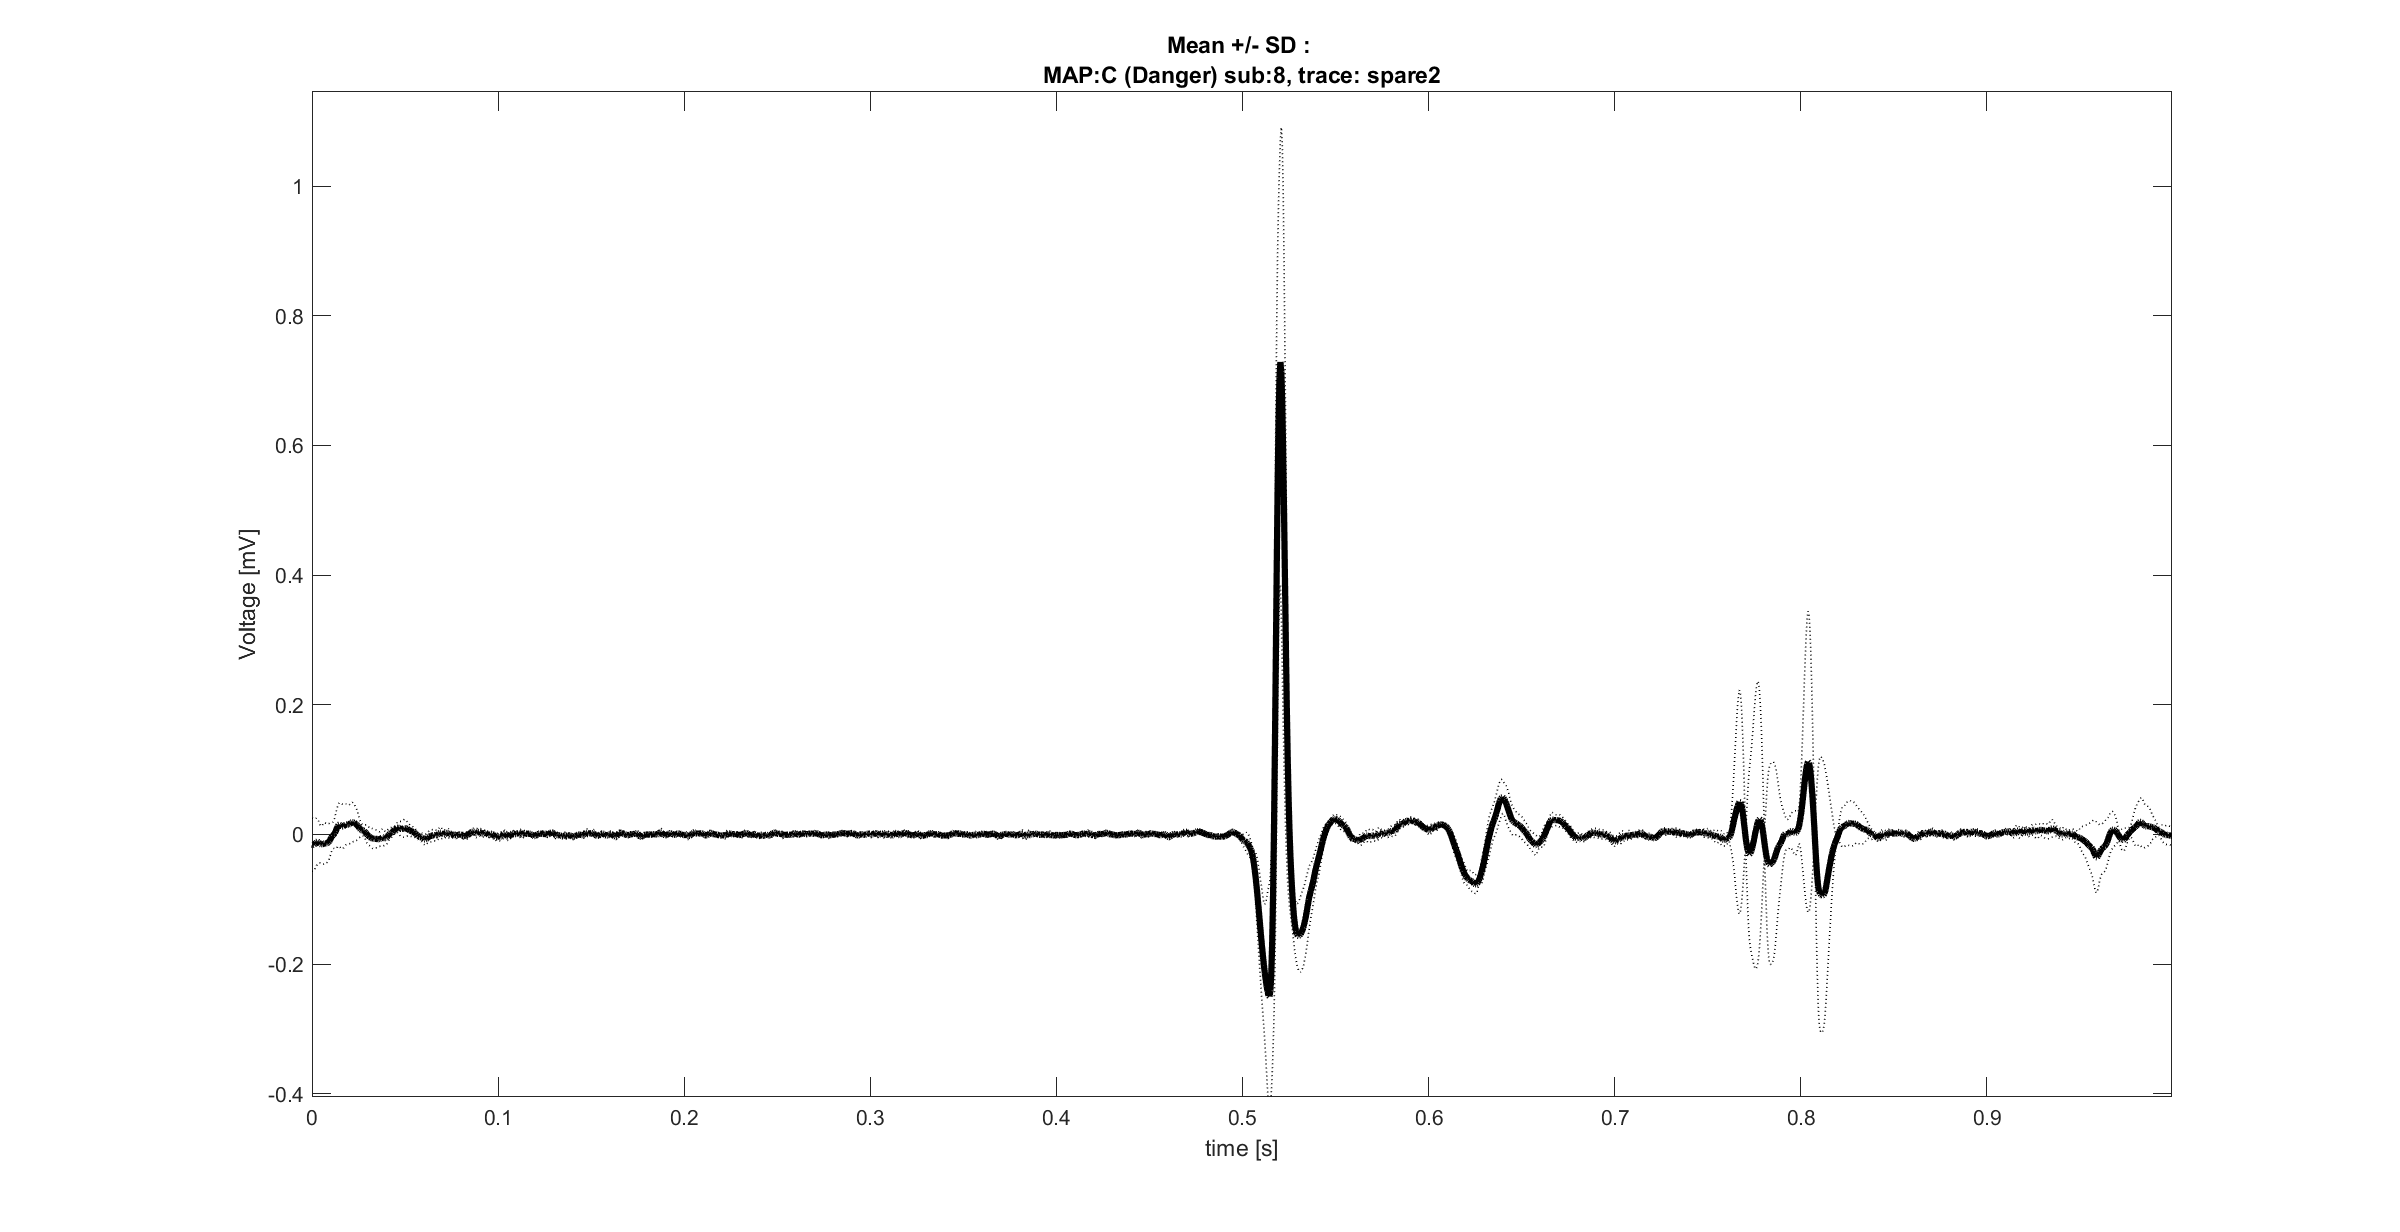 Mean +/- SD :
MAP:C (Danger) sub:8, trace: spare2
1
0.8
0.6
0.4
0.2
0
-0.2
-0.4
Voltage [mV]
0 0.1 0.2 0.3 0.4 0.5 0.6 0.7 0.8 0.9
time [s]